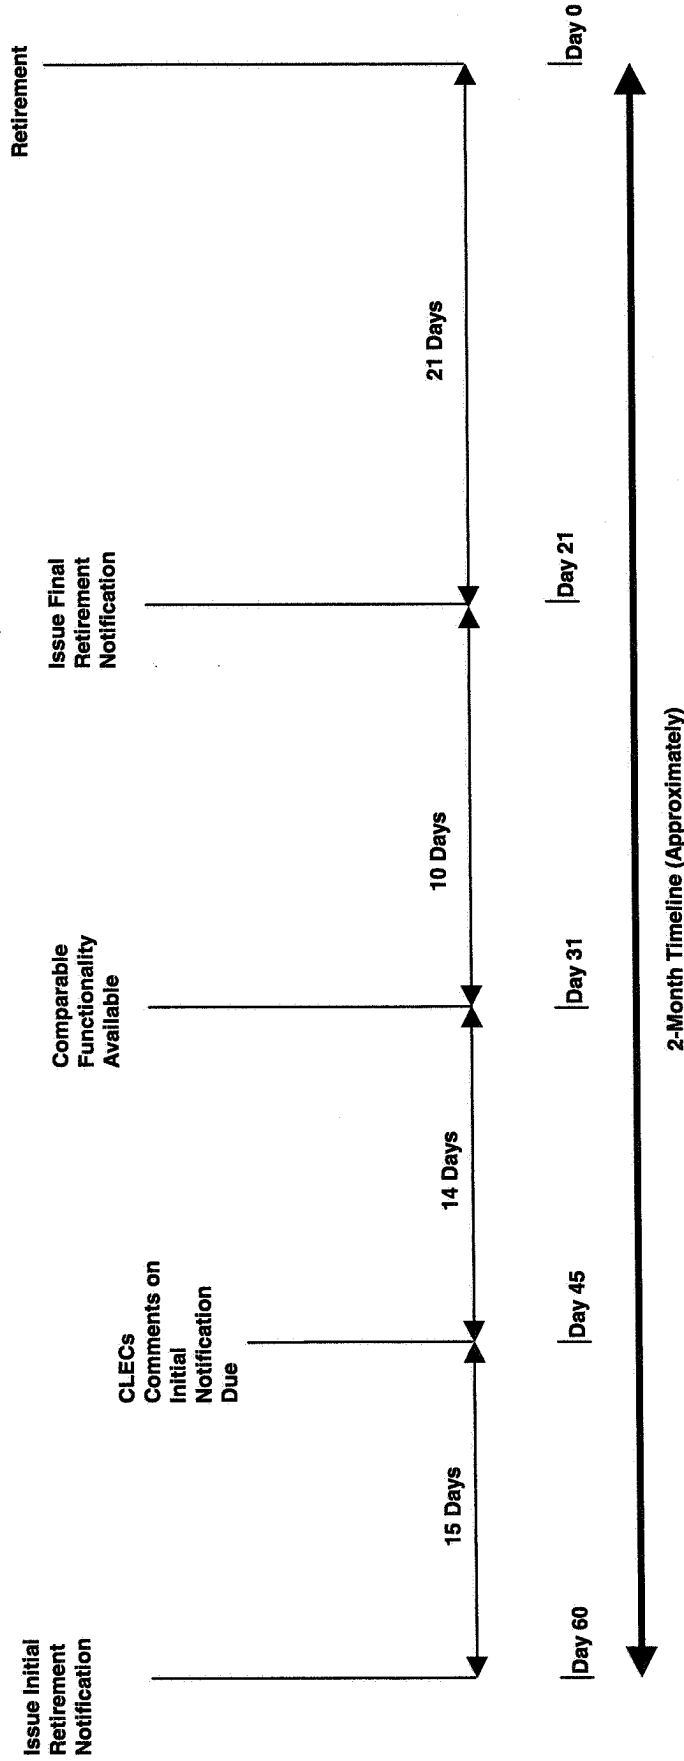 Issue Initial
Retirement
Notification
CLECs
Comments on
Initial
Notification
Due
Comparable
Functionality
Available
Issue Final
Retirement
Notification
Retirement
15 Days
14 Days
10 Days
21 Days
Day 60
Day 45
Day 31
Day 21
Day 0
2-Month Timeline (Approximately)